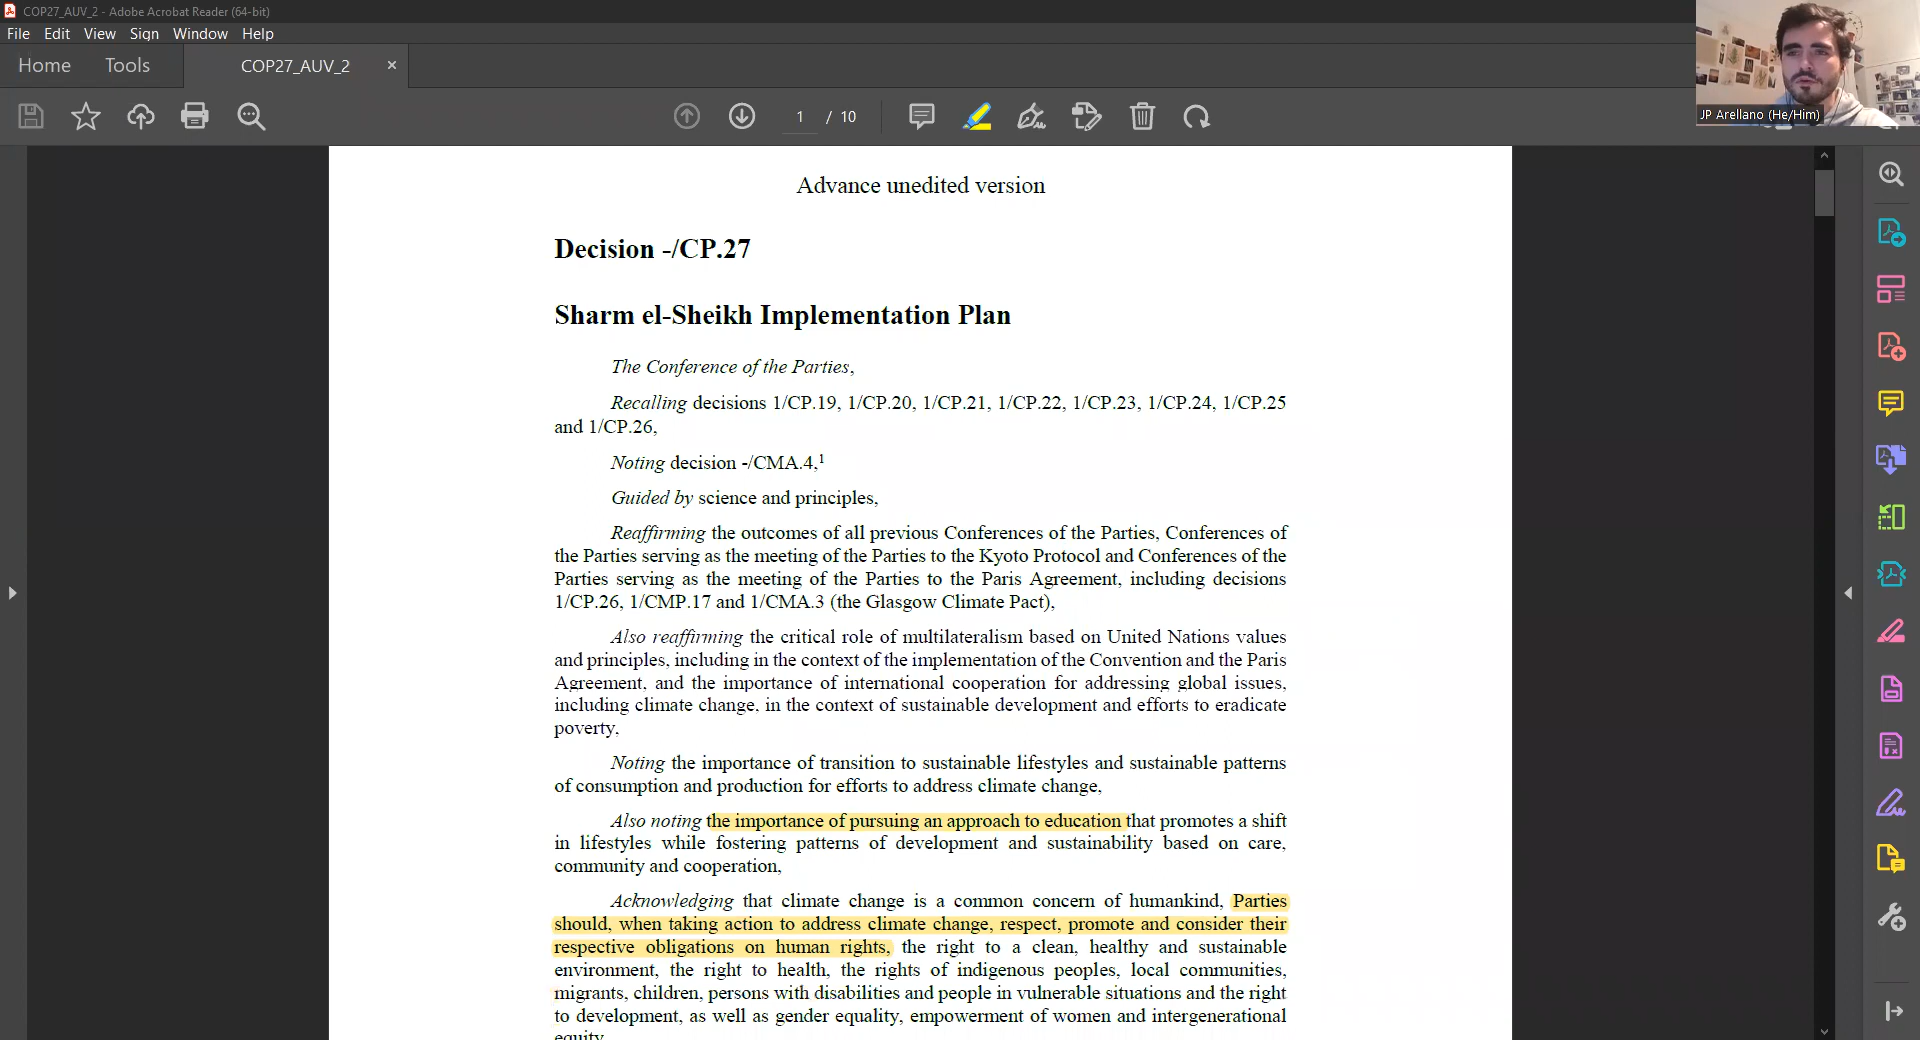 COP27_AUV_2 - Adobe Acrobat Reader (64-bit)
File Edit View Sign Window Help
Home Tools COP27_AUV_2 ×
1 / 10
JP Arellano (He/Him)
Advance unedited version
Decision -/CP.27
Sharm el-Sheikh Implementation Plan
The Conference of the Parties,
Recalling decisions 1/CP.19, 1/CP.20, 1/CP.21, 1/CP.22, 1/CP.23, 1/CP.24, 1/CP.25
and 1/CP.26,
Noting decision -/CMA.4,¹
Guided by science and principles,
Reaffirming the outcomes of all previous Conferences of the Parties, Conferences of
the Parties serving as the meeting of the Parties to the Kyoto Protocol and Conferences of the
Parties serving as the meeting of the Parties to the Paris Agreement, including decisions
1/CP.26, 1/CMP.17 and 1/CMA.3 (the Glasgow Climate Pact),
Also reaffirming the critical role of multilateralism based on United Nations values
and principles, including in the context of the implementation of the Convention and the Paris
Agreement, and the importance of international cooperation for addressing global issues,
including climate change, in the context of sustainable development and efforts to eradicate
poverty,
Noting the importance of transition to sustainable lifestyles and sustainable patterns
of consumption and production for efforts to address climate change,
Also noting the importance of pursuing an approach to education that promotes a shift
in lifestyles while fostering patterns of development and sustainability based on care,
community and cooperation,
Acknowledging that climate change is a common concern of humankind, Parties
should, when taking action to address climate change, respect, promote and consider their
respective obligations on human rights, the right to a clean, healthy and sustainable
environment, the right to health, the rights of indigenous peoples, local communities,
migrants, children, persons with disabilities and people in vulnerable situations and the right
to development, as well as gender equality, empowerment of women and intergenerational
equity